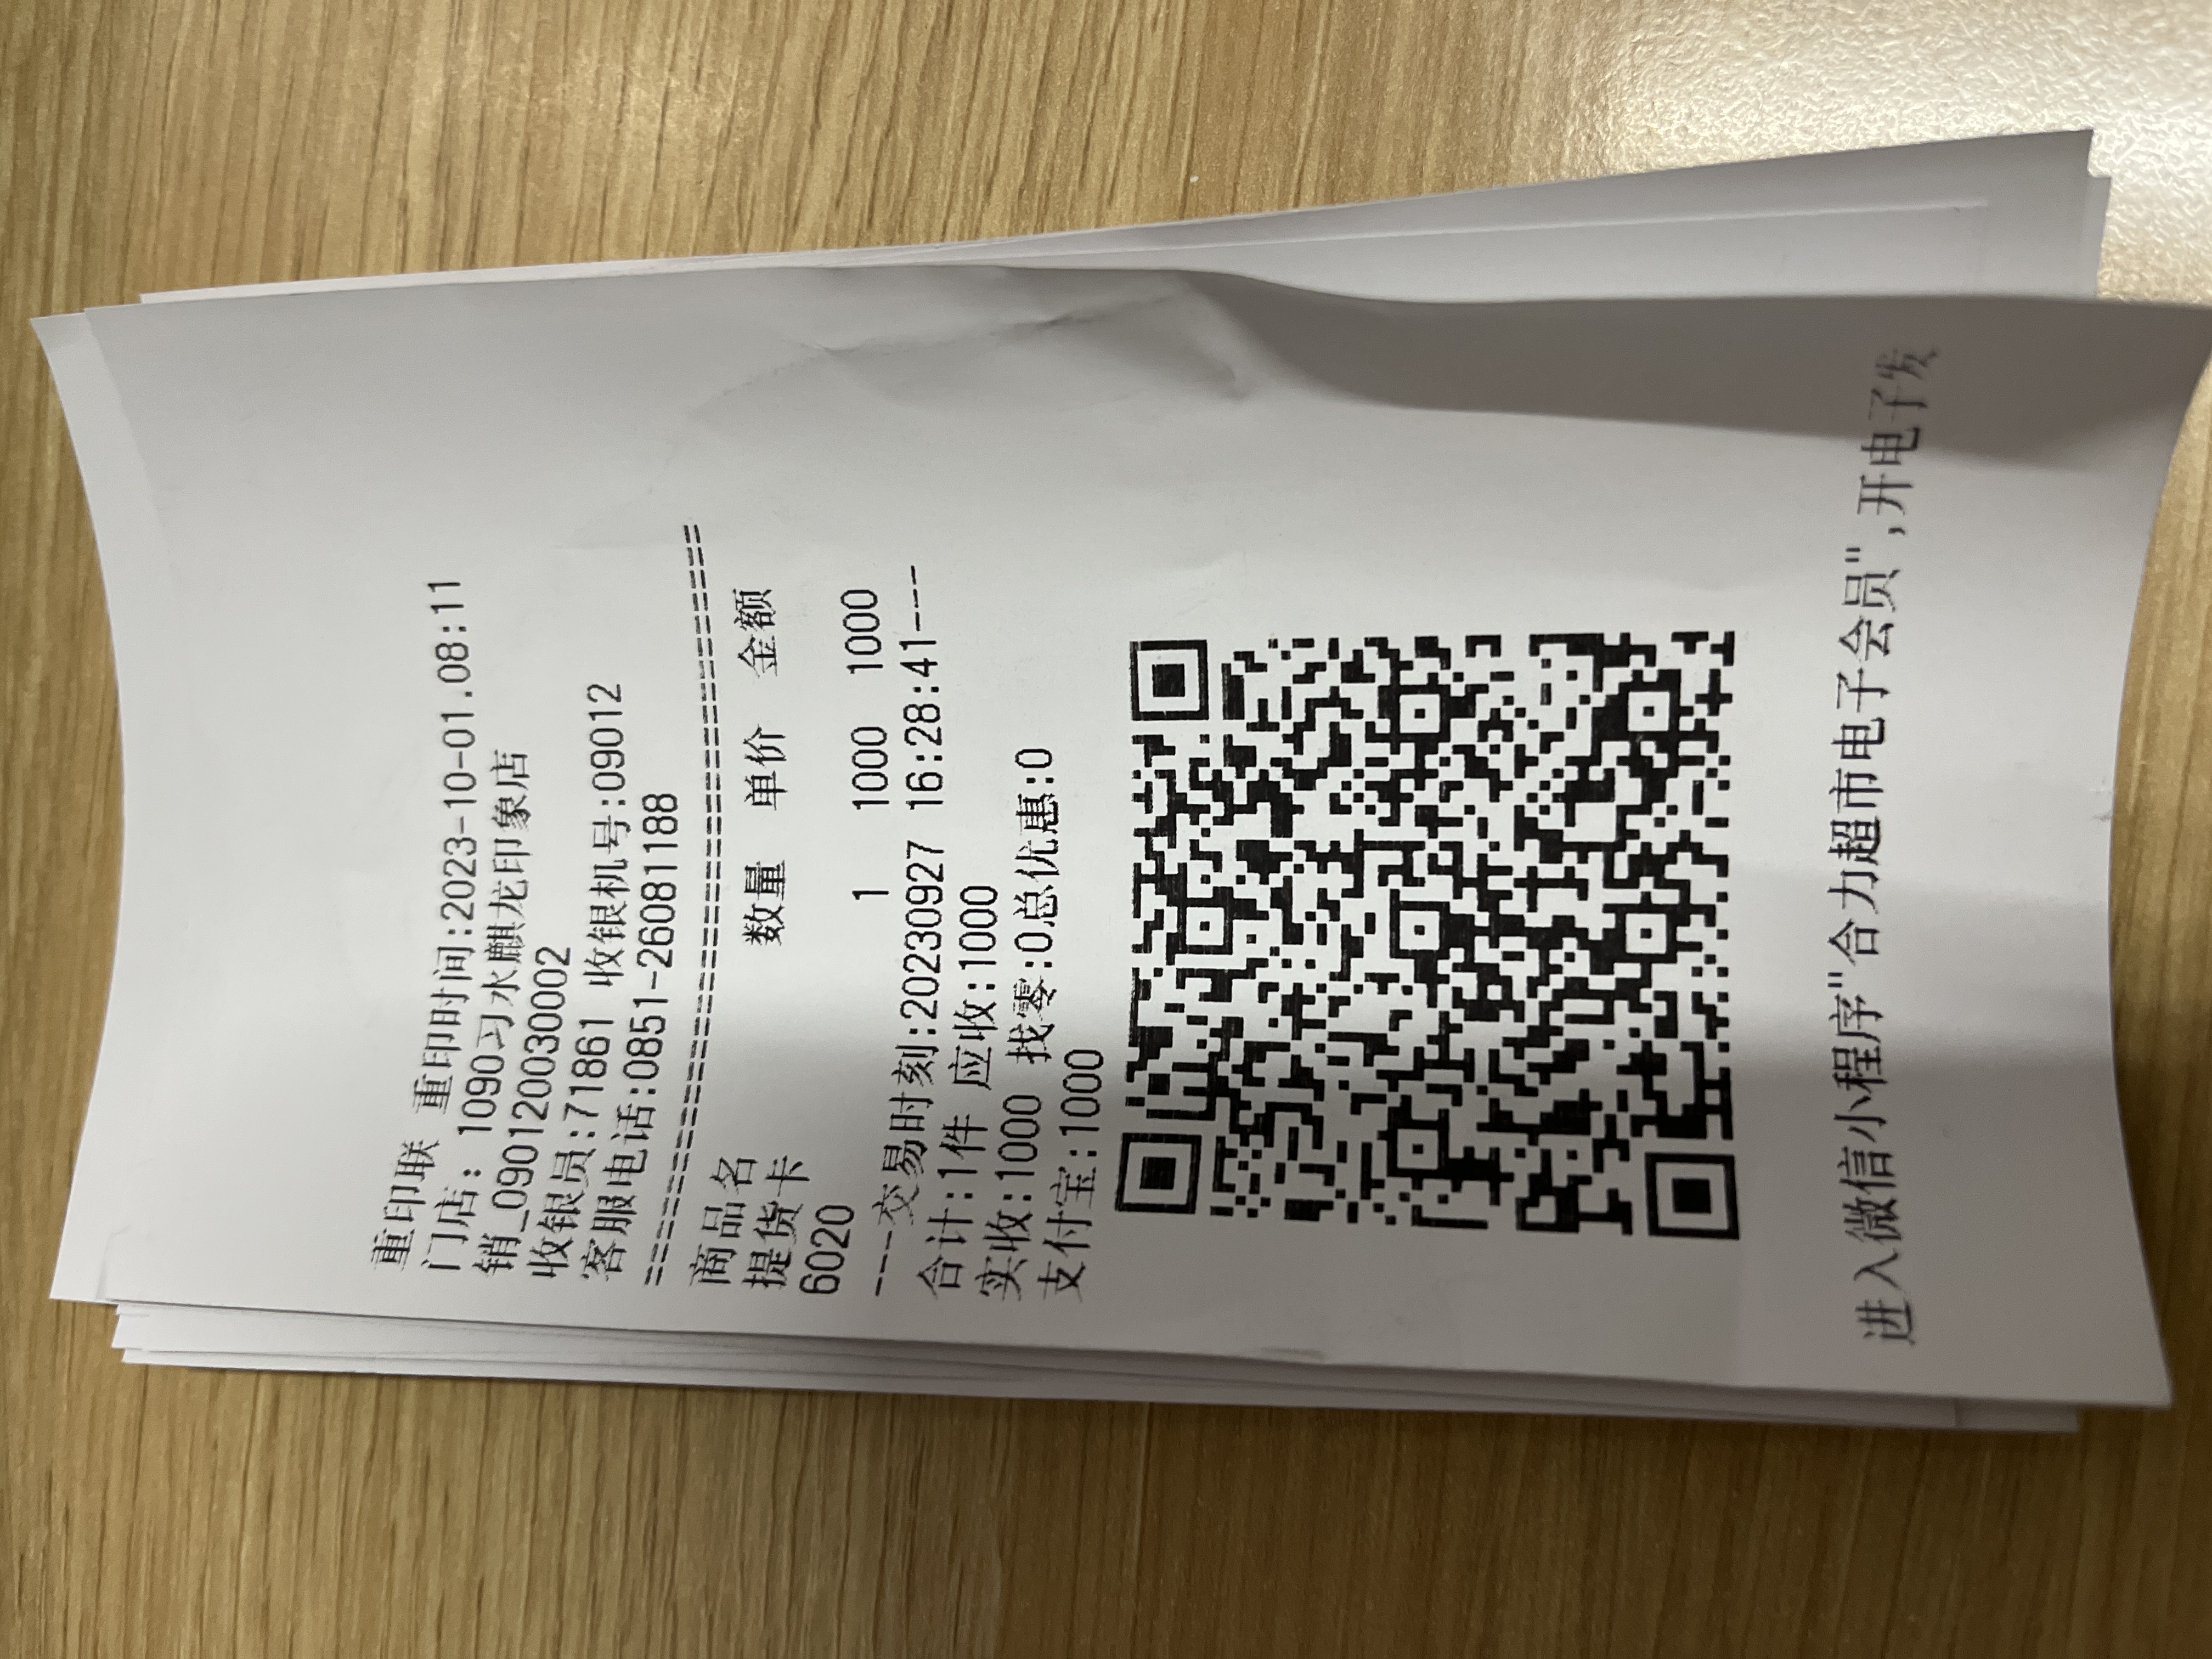 重印联 重印时间:2023-10-01.08:11
门店: 1090习水麒龙印象店
销_090120030002
收银员:71861 收银机号:09012
客服电话:0851-26081188
========================================
商品名 数量 单价 金额
提货卡
6020 1 1000 1000
---交易时刻:20230927 16:28:41---
合计:1件 应收:1000
实收:1000 找零:0总优惠:0
支付宝:1000
进入微信小程序"合力超市电子会员",开电子发